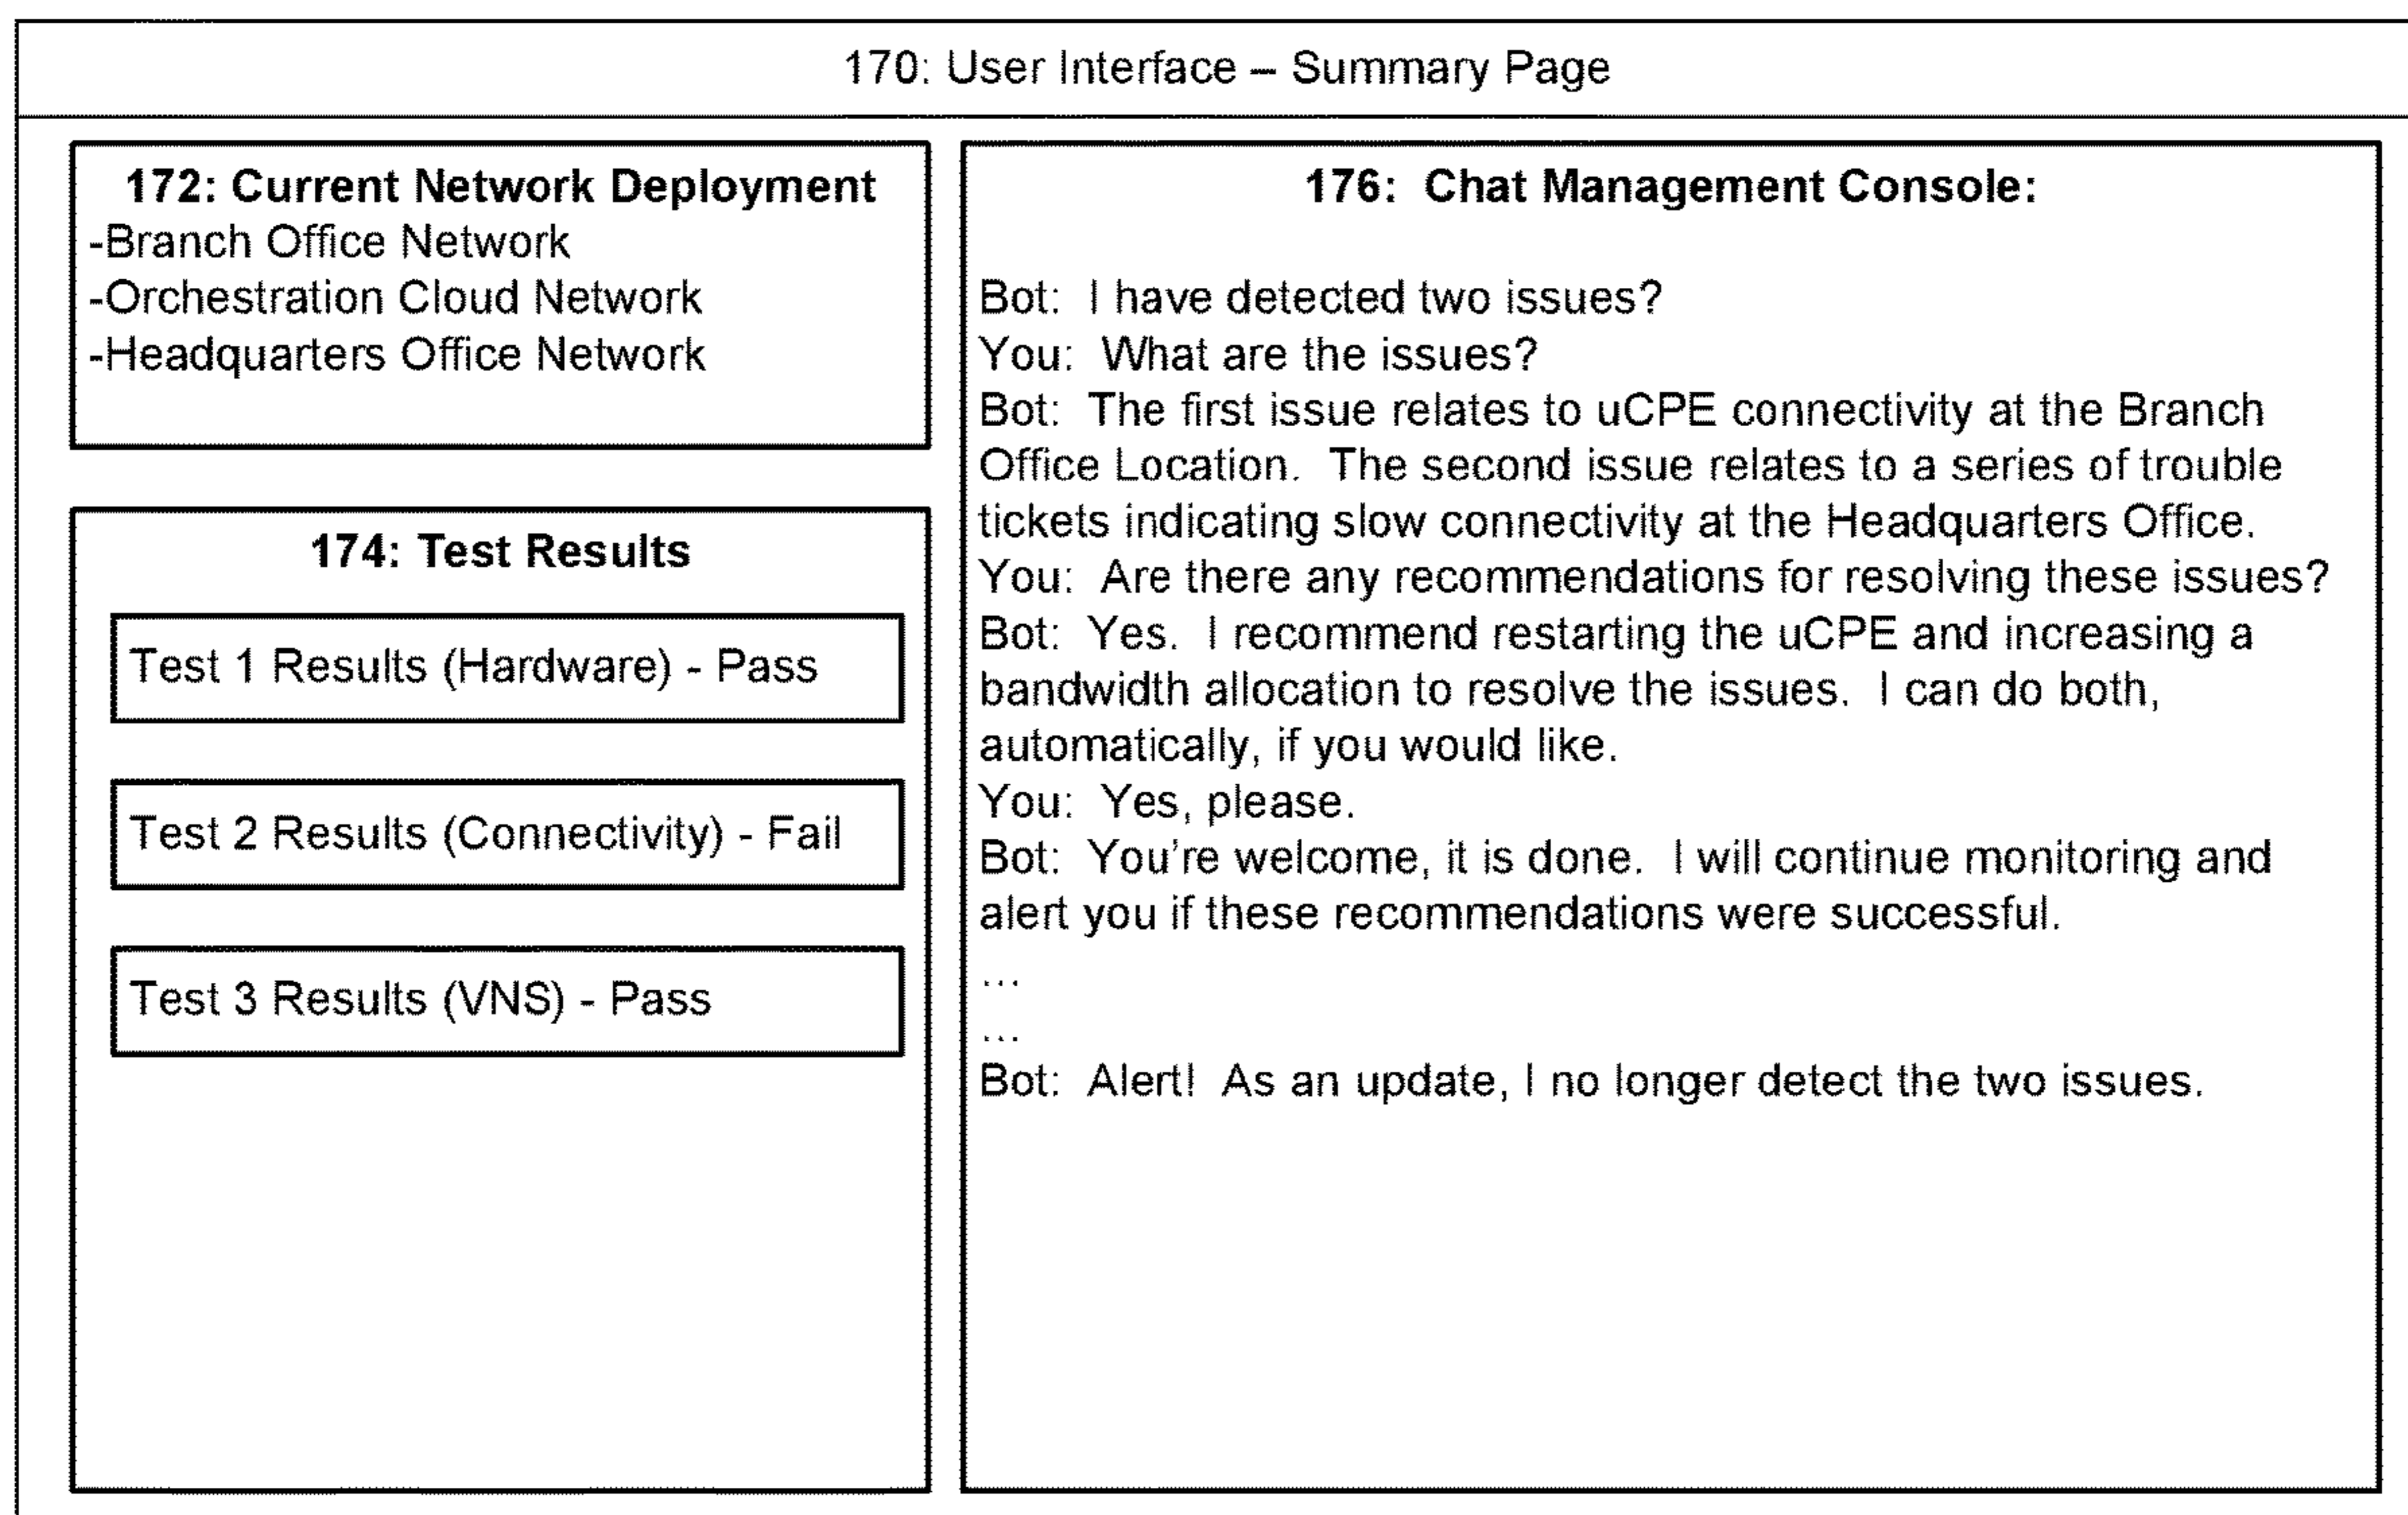 170: User Interface – Summary Page
172: Current Network Deployment
-Branch Office Network
-Orchestration Cloud Network
-Headquarters Office Network
174: Test Results
Test 1 Results (Hardware) - Pass
Test 2 Results (Connectivity) - Fail
Test 3 Results (VNS) - Pass
176:  Chat Management Console:
Bot:  I have detected two issues?
You:  What are the issues?
Bot:  The first issue relates to uCPE connectivity at the Branch
Office Location.  The second issue relates to a series of trouble
tickets indicating slow connectivity at the Headquarters Office.
You:  Are there any recommendations for resolving these issues?
Bot:  Yes.  I recommend restarting the uCPE and increasing a
bandwidth allocation to resolve the issues.  I can do both,
automatically, if you would like.
You:  Yes, please.
Bot:  You're welcome, it is done.  I will continue monitoring and
alert you if these recommendations were successful.
...
...
Bot:  Alert!  As an update, I no longer detect the two issues.